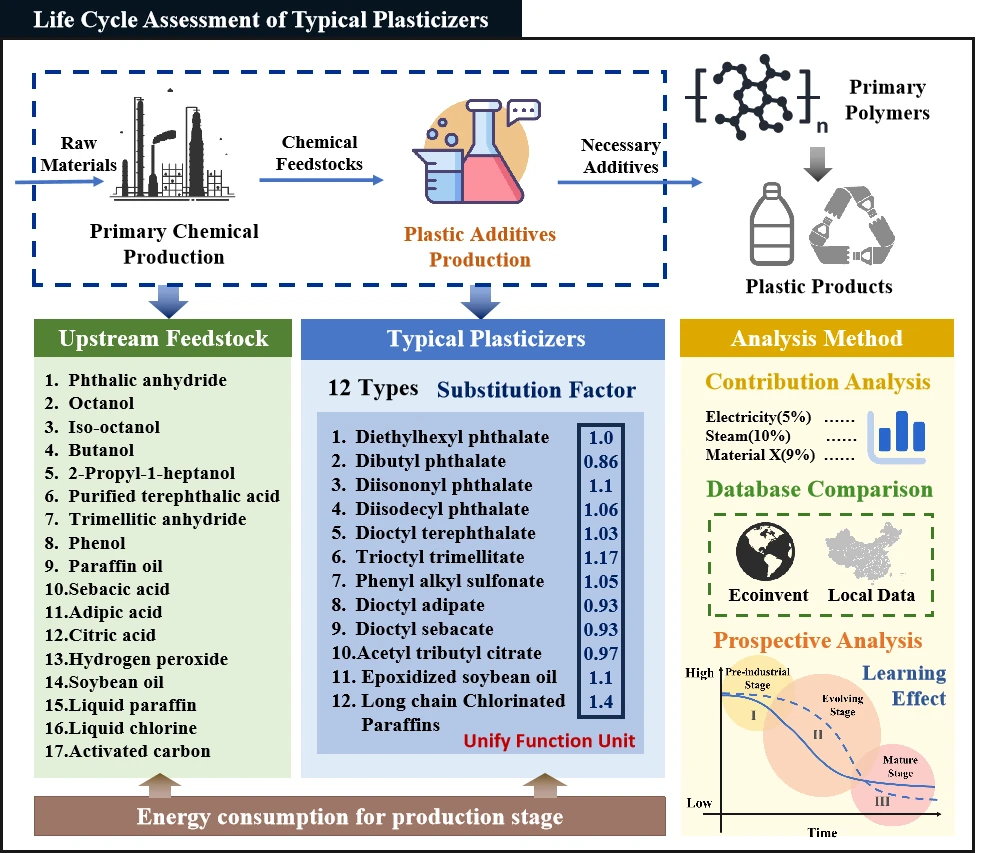 Life Cycle Assessment of Typical Plasticizers
Raw
Materials
Primary Chemical
Production
Chemical
Feedstocks
Plastic Additives
Production
Necessary
Additives
n
Primary
Polymers
Plastic Products
Upstream Feedstock
1. Phthalic anhydride
2. Octanol
3. Iso-octanol
4. Butanol
5. 2-Propyl-1-heptanol
6. Purified terephthalic acid
7. Trimellitic anhydride
8. Phenol
9. Paraffin oil
10.Sebacic acid
11.Adipic acid
12.Citric acid
13.Hydrogen peroxide
14.Soybean oil
15.Liquid paraffin
16.Liquid chlorine
17.Activated carbon
Typical Plasticizers
12 Types Substitution Factor
1. Diethylhexyl phthalate 1.0
2. Dibutyl phthalate 0.86
3. Diisononyl phthalate 1.1
4. Diisodecyl phthalate 1.06
5. Dioctyl terephthalate 1.03
6. Trioctyl trimellitate 1.17
7. Phenyl alkyl sulfonate 1.05
8. Dioctyl adipate 0.93
9. Dioctyl sebacate 0.93
10.Acetyl tributyl citrate 0.97
11. Epoxidized soybean oil 1.1
12. Long chain Chlorinated 1.4
Paraffins
Unify Function Unit
Energy consumption for production stage
Analysis Method
Contribution Analysis
Electricity(5%) ......
Steam(10%) ......
Material X(9%) ......
Database Comparison
Ecoinvent Local Data
Prospective Analysis
High
Pre-Industrial
Stage
I
Learning
Effect
Evolving
Stage
II
Mature
Stage
III
Low
Time